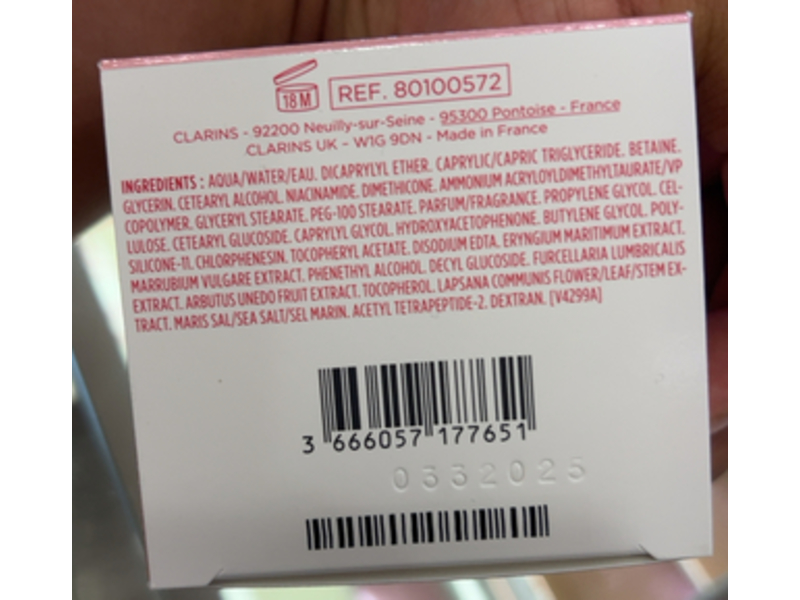 18 M
REF. 80100572
CLARINS - 92200 Neuilly-sur-Seine - 95300 Pontoise - France
CLARINS UK - W1G 9DN - Made in France
INGREDIENTS : AQUA/WATER/EAU. DICAPRYLYL ETHER. CAPRYLIC/CAPRIC TRIGLYCERIDE. BETAINE.
GLYCERIN. CETEARYL ALCOHOL. NIACINAMIDE. DIMETHICONE. AMMONIUM ACRYLOYLDIMETHYLTAURATE/VP
COPOLYMER. GLYCERYL STEARATE. PEG-100 STEARATE. PARFUM/FRAGRANCE. PROPYLENE GLYCOL. CEL-
LULOSE. CETEARYL GLUCOSIDE. CAPRYLYL GLYCOL. HYDROXYACETOPHENONE. BUTYLENE GLYCOL. POLY-
SILICONE-11. CHLORPHENESIN. TOCOPHERYL ACETATE. DISODIUM EDTA. ERYNGIUM MARITIMUM EXTRACT.
MARRUBIUM VULGARE EXTRACT. PHENETHYL ALCOHOL. DECYL GLUCOSIDE. FURCELLARIA LUMBRICALIS
EXTRACT. ARBUTUS UNEDO FRUIT EXTRACT. TOCOPHEROL. LAPSANA COMMUNIS FLOWER/LEAF/STEM EX-
TRACT. MARIS SAL/SEA SALT/SEL MARIN. ACETYL TETRAPEPTIDE-2. DEXTRAN. [V4299A]
3 666057 177651
0332025